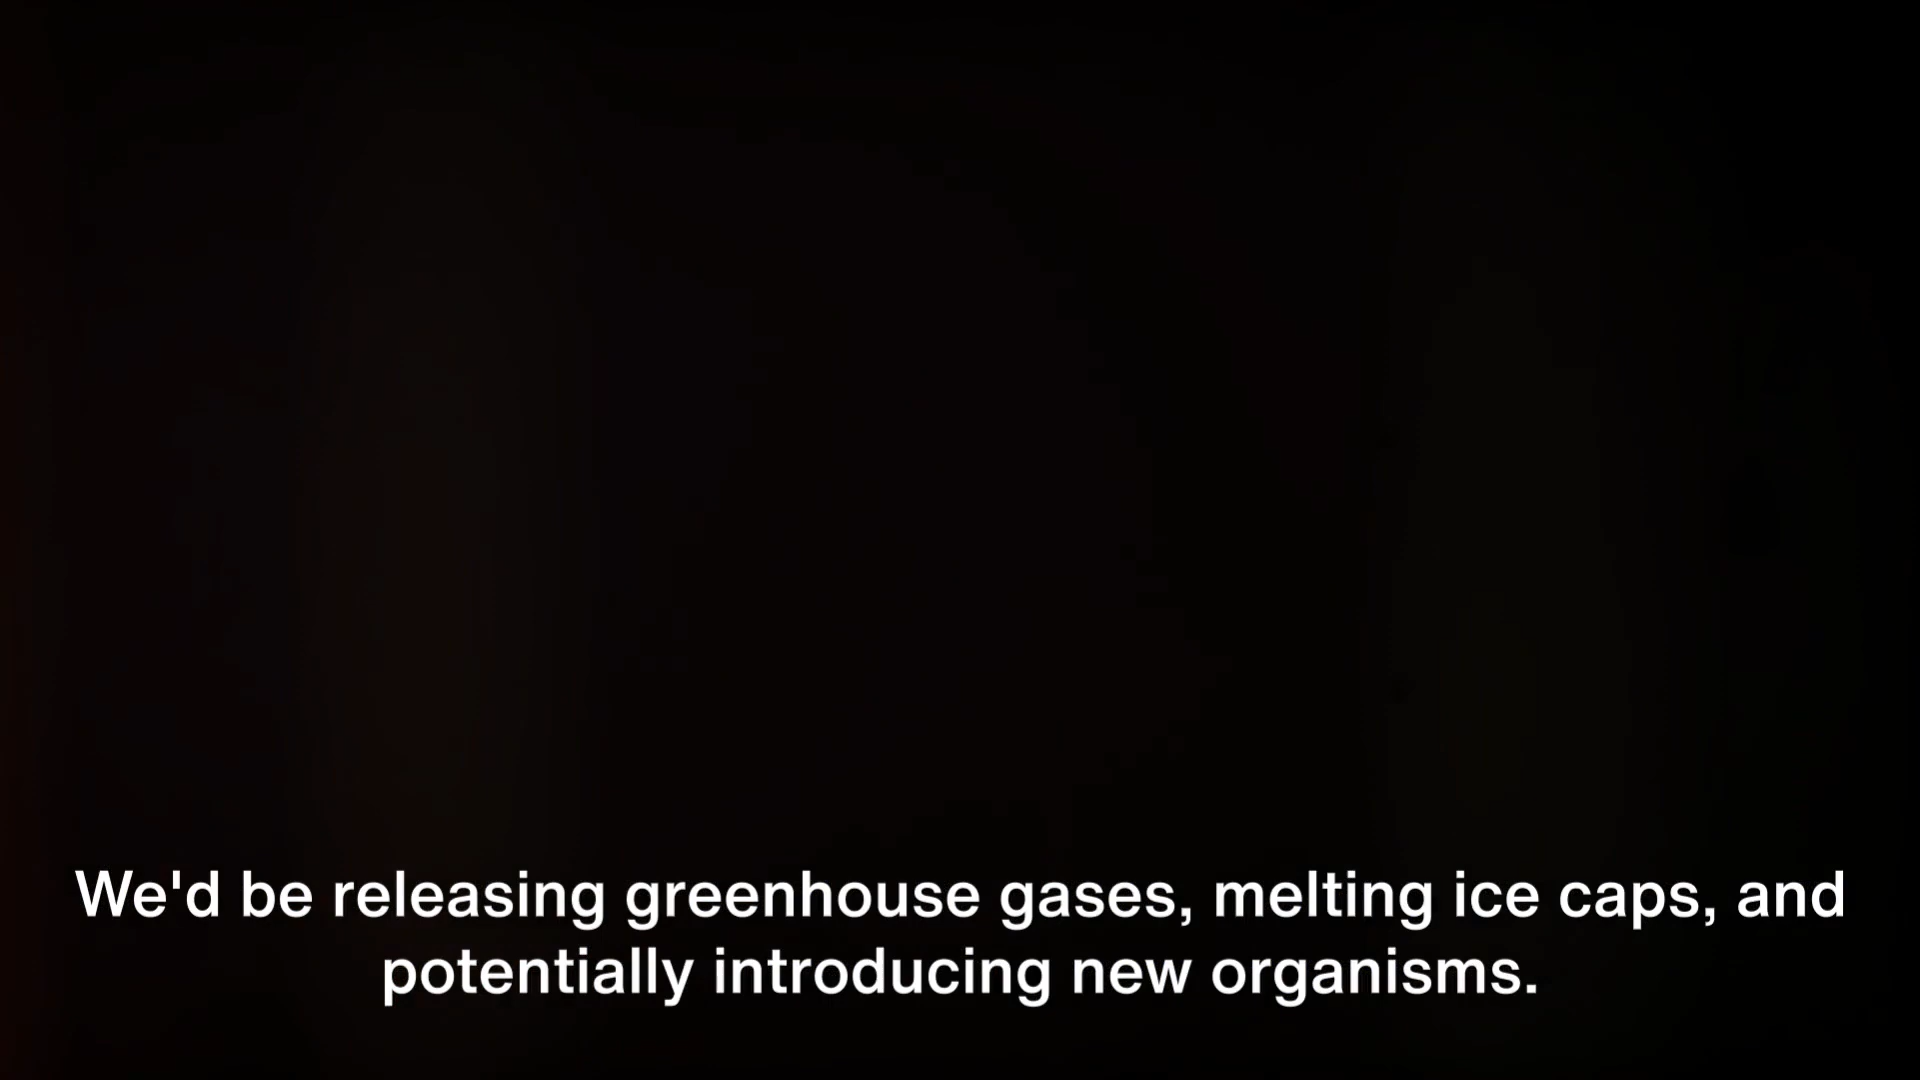 We'd be releasing greenhouse gases, melting ice caps, and
potentially introducing new organisms.